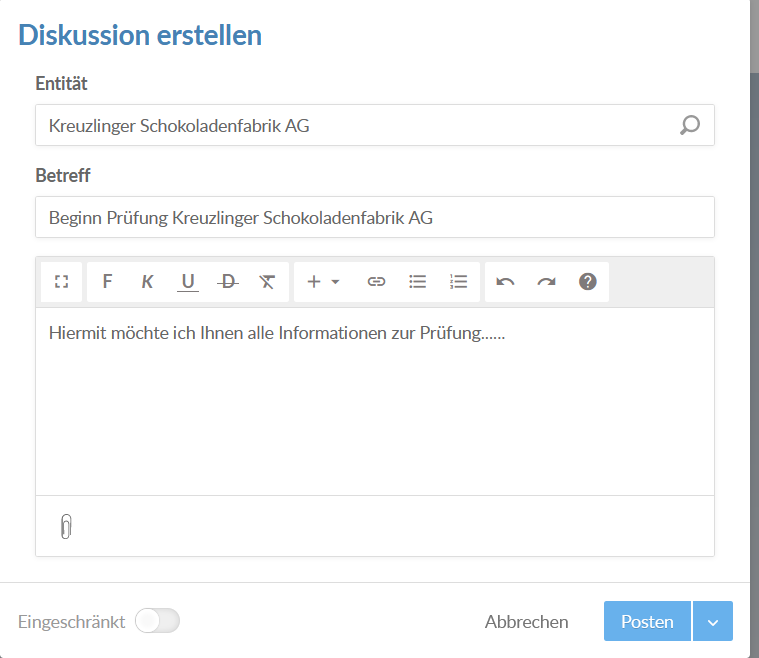 Diskussion erstellen
Entität
Kreuzlinger Schokoladenfabrik AG
Betreff
Beginn Prüfung Kreuzlinger Schokoladenfabrik AG
F K U D
Hiermit möchte ich Ihnen alle Informationen zur Prüfung......
Eingeschränkt Abbrechen Posten